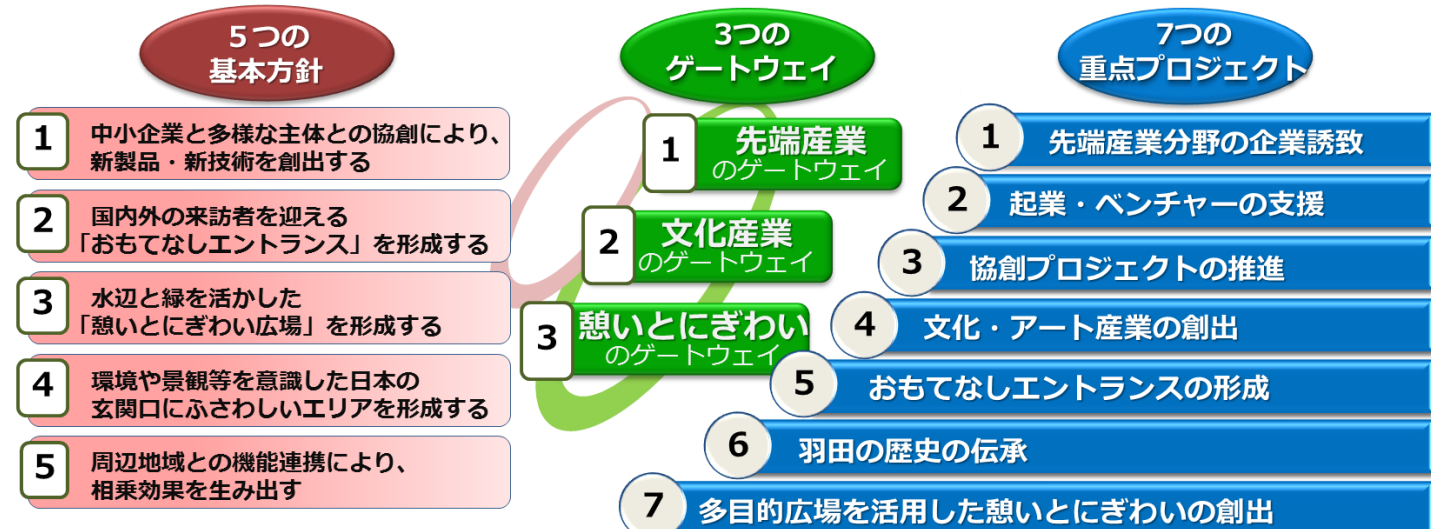 ５つの
基本方針
1
中小企業と多様な主体との協創により、
新製品・新技術を創出する
2
国内外の来訪者を迎える
「おもてなしエントランス」を形成する
3
水辺と緑を活かした
「憩いとにぎわい広場」を形成する
4
環境や景観等を意識した日本の
玄関口にふさわしいエリアを形成する
5
周辺地域との機能連携により、
相乗効果を生み出す
3つの
ゲートウェイ
1
先端産業
のゲートウェイ
2
文化産業
のゲートウェイ
3
憩いとにぎわい
のゲートウェイ
7つの
重点プロジェクト
1
先端産業分野の企業誘致
2
起業・ベンチャーの支援
3
協創プロジェクトの推進
4
文化・アート産業の創出
5
おもてなしエントランスの形成
6
羽田の歴史の伝承
7
多目的広場を活用した憩いとにぎわいの創出